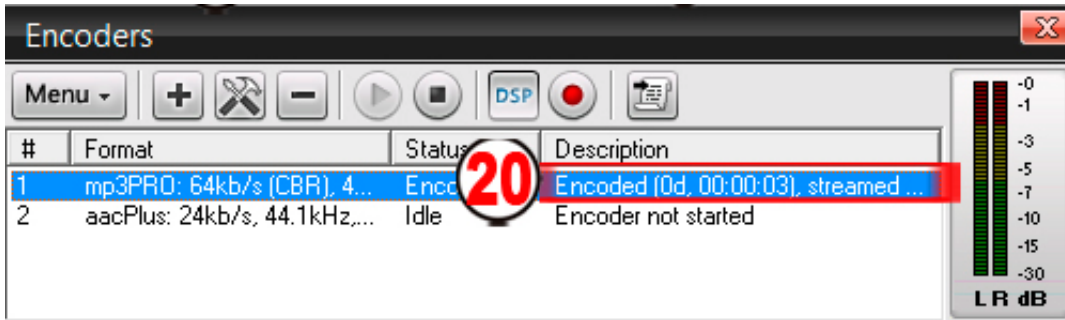 Encoders
Menu DSP
-0
-1
-3
-5
-7
-10
-15
-30
L R dB
# Format Status Description
1 mp3PRO: 64kb/s (CBR), 4... 20 Encoded (0d, 00:00:03), streamed ...
2 aacPlus: 24kb/s, 44.1kHz,... Idle Encoder not started